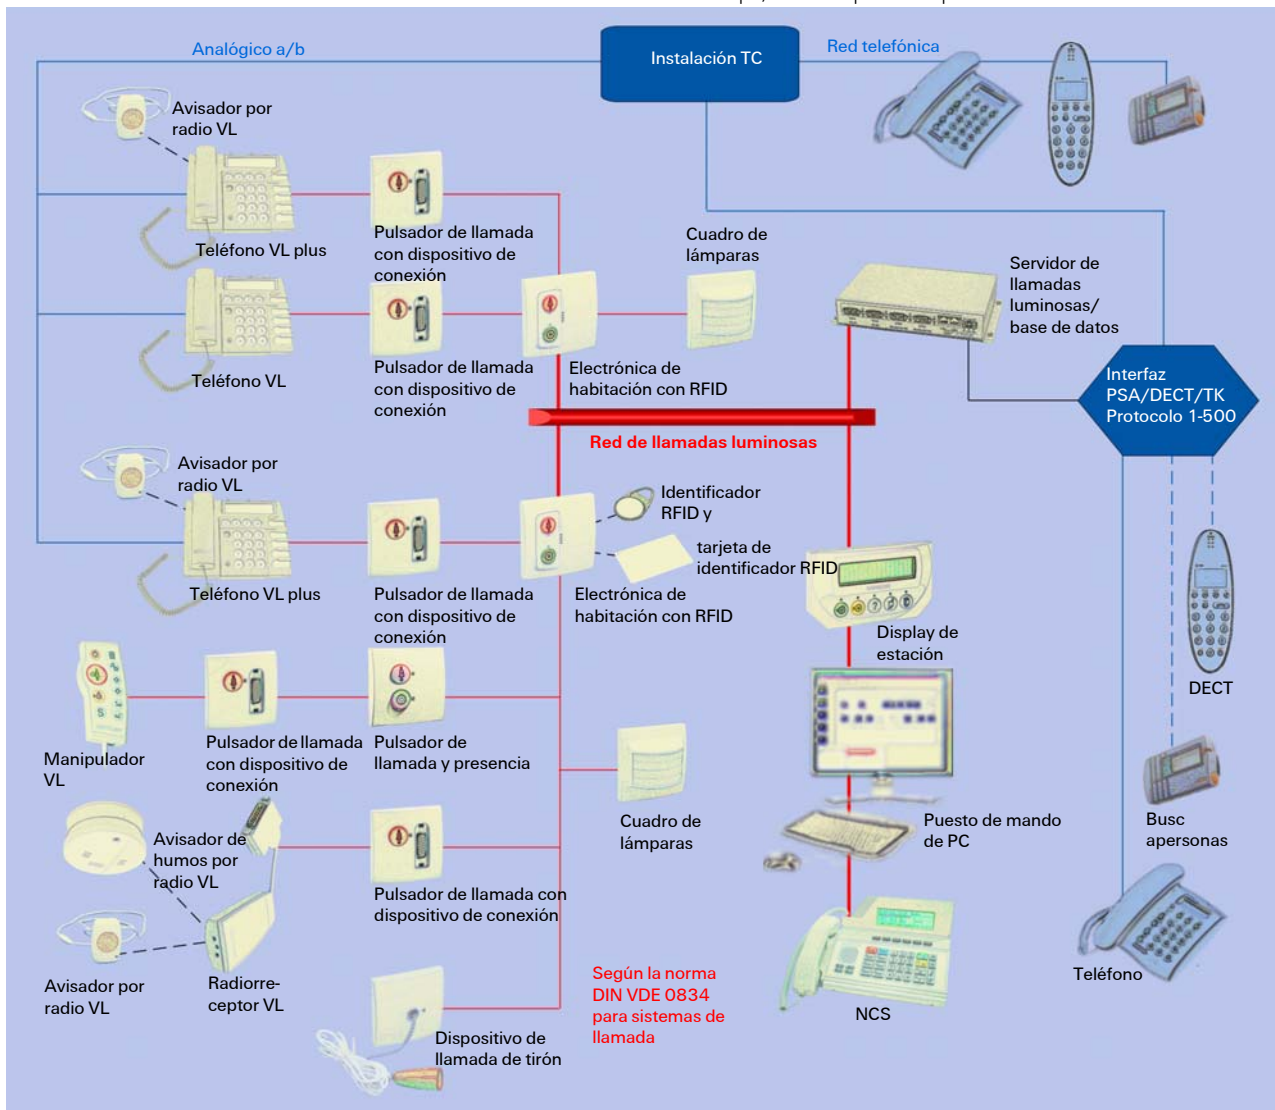 Analógico a/b
Instalación TC
Red telefónica
Avisador por
radio VL
Teléfono VL plus
Pulsador de llamada
con dispositivo de
conexión
Cuadro de
lámparas
Servidor de
llamadas
luminosas/
base de datos
Teléfono VL
Pulsador de llamada
con dispositivo de
conexión
Electrónica de
habitación con RFID
Interfaz
PSA/DECT/TK
Protocolo 1-500
Red de llamadas luminosas
Avisador por
radio VL
Identificador
RFID y
tarjeta de
identificador RFID
Teléfono VL plus
Pulsador de llamada
con dispositivo de
conexión
Electrónica de
habitación con RFID
Display de
estación
DECT
Manipulador
VL
Pulsador de llamada
con dispositivo de
conexión
Pulsador de
llamada y presencia
Cuadro de
lámparas
Puesto de mando
de PC
Busc
apersonas
Avisador de
humos por
radio VL
Pulsador de llamada con
dispositivo de conexión
Avisador por
radio VL
Radiorre-
ceptor VL
Según la norma
DIN VDE 0834
para sistemas de
llamada
NCS
Teléfono
Dispositivo de
llamada de tirón